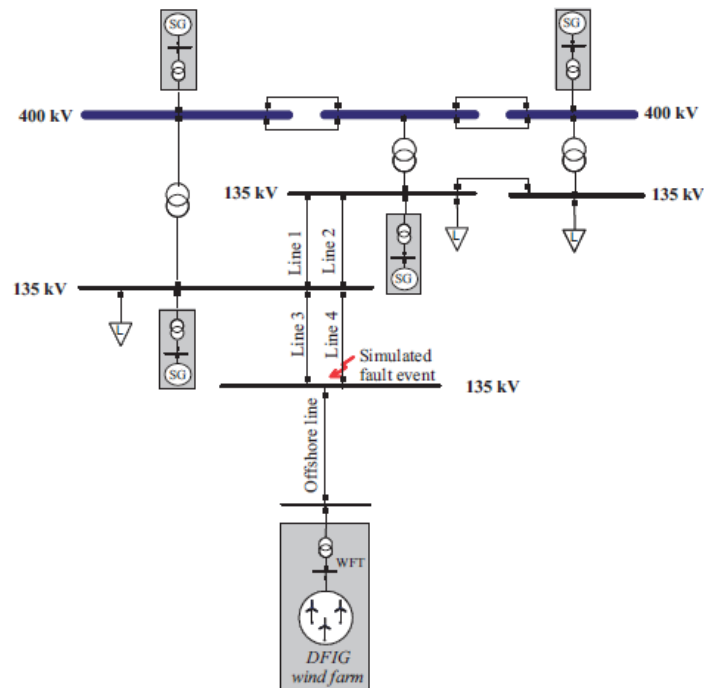 SG
SG
400 kV
400 kV
135 kV
135 kV
Line 1
Line 2
L
L
SG
135 kV
L
Line 3
Line 4
Simulated
fault event
SG
135 kV
Offshore line
WFT
DFIG
wind farm